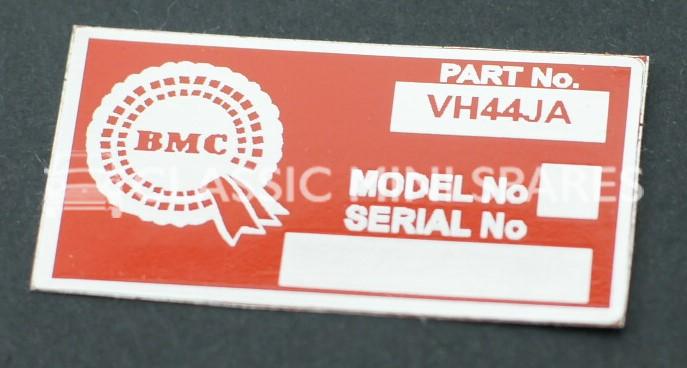 PART No.
VH44JA
BMC
CLASSIC MINI SPARES
MODEL No
SERIAL No